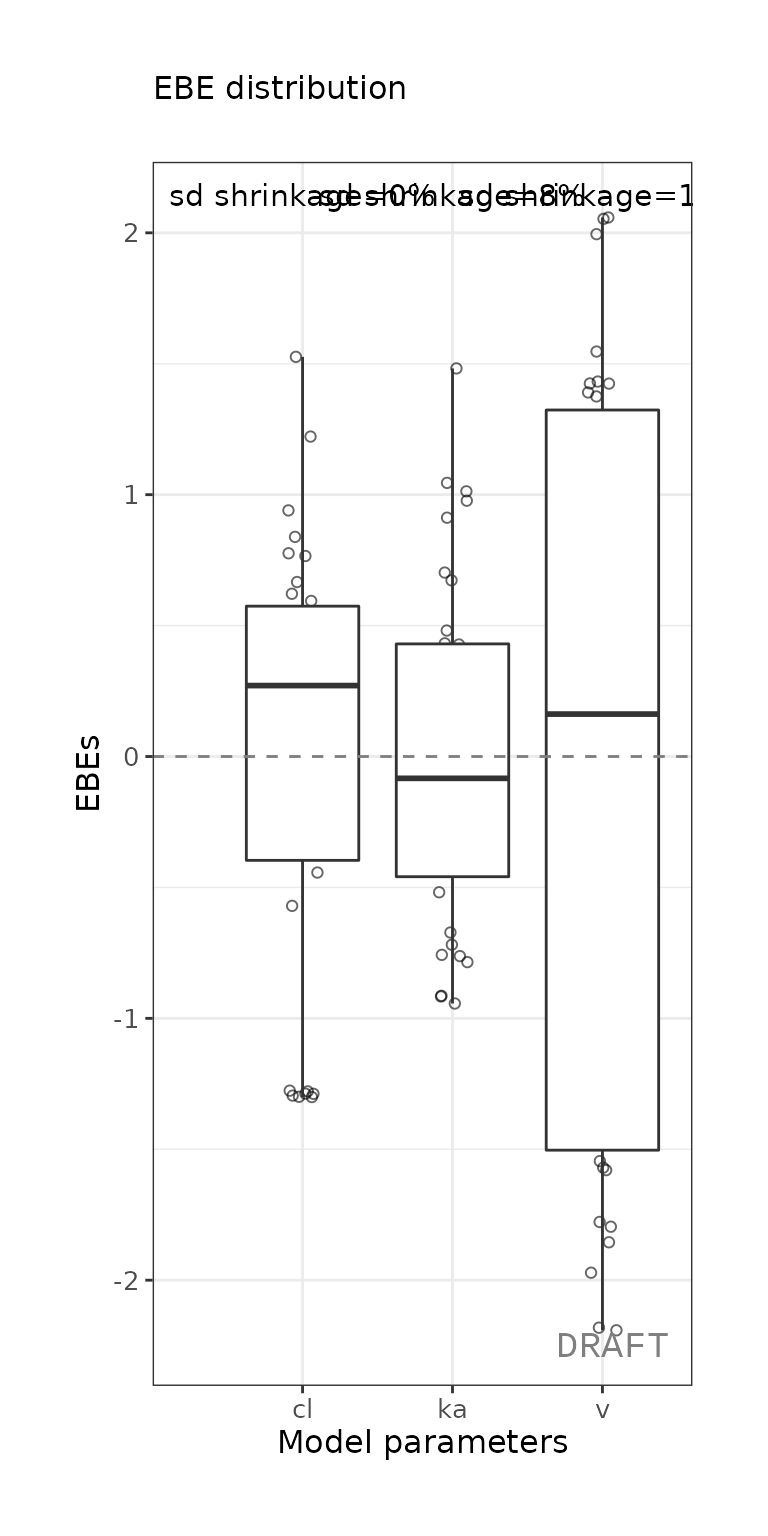 EBE distribution
sd shrinkage=0% sd shrinkage=8% sd shrinkage=1
2
1
0
-1
-2
EBEs
DRAFT
cl ka v
Model parameters